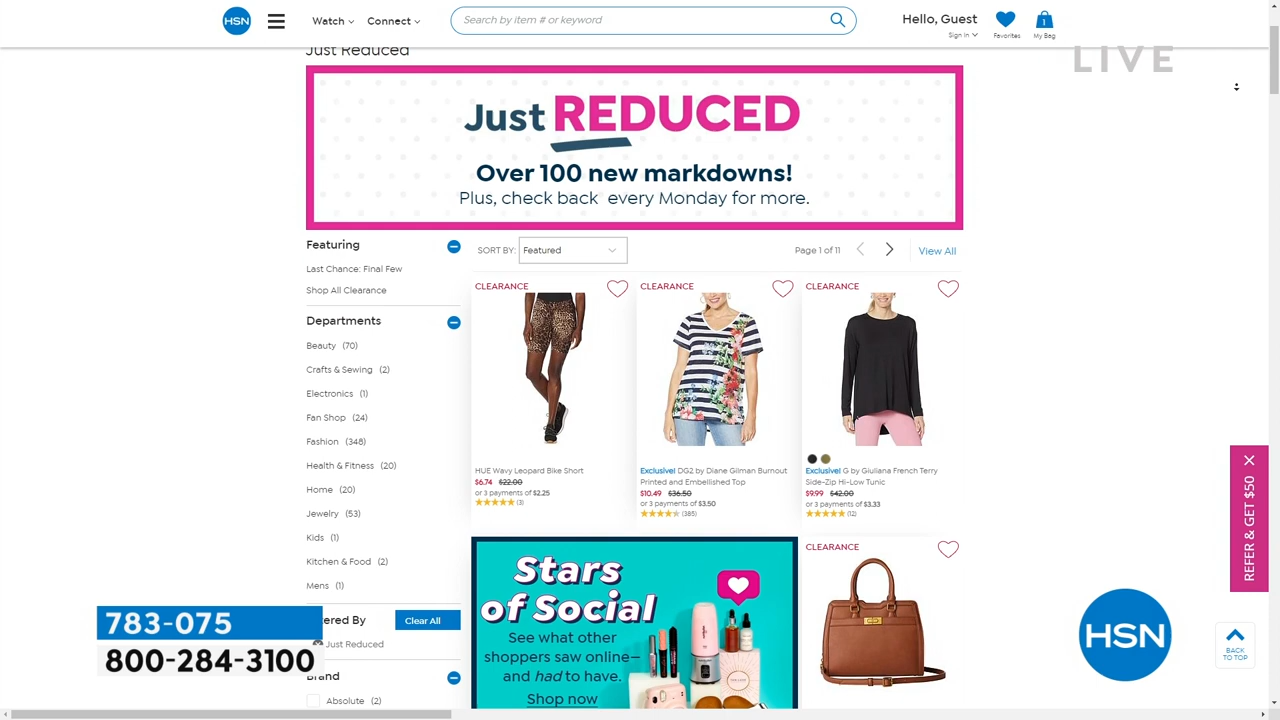 HSN
Watch
Connect
Search by item # or keyword
Hello, Guest
Sign In
Favorites
1
My Bag
LIVE
Just Reduced
Just REDUCED
Over 100 new markdowns!
Plus, check back every Monday for more.
Featuring
Last Chance: Final Few
Shop All Clearance
Departments
Beauty (70)
Crafts & Sewing (2)
Electronics (1)
Fan Shop (24)
Fashion (348)
Health & Fitness (20)
Home (20)
Jewelry (53)
Kids (1)
Kitchen & Food (2)
Mens (1)
tered By
Clear All
Just Reduced
Brand
Absolute (2)
SORT BY: Featured
Page 1 of 11
View All
CLEARANCE
HUE Wavy Leopard Bike Short
$6.74 $22.00
or 3 payments of $2.25
(3)
CLEARANCE
Exclusive! DG2 by Diane Gilman Burnout
Printed and Embellished Top
$10.49 $36.50
or 3 payments of $3.50
(385)
CLEARANCE
Exclusive! G by Giuliana French Terry
Side-Zip Hi-Low Tunic
$9.99 $42.00
or 3 payments of $3.33
(12)
Stars
of Social
See what other
shoppers saw online—
and had to have.
Shop now
CLEARANCE
REFER & GET $50
783-075
800-284-3100
HSN
BACK
TO TOP